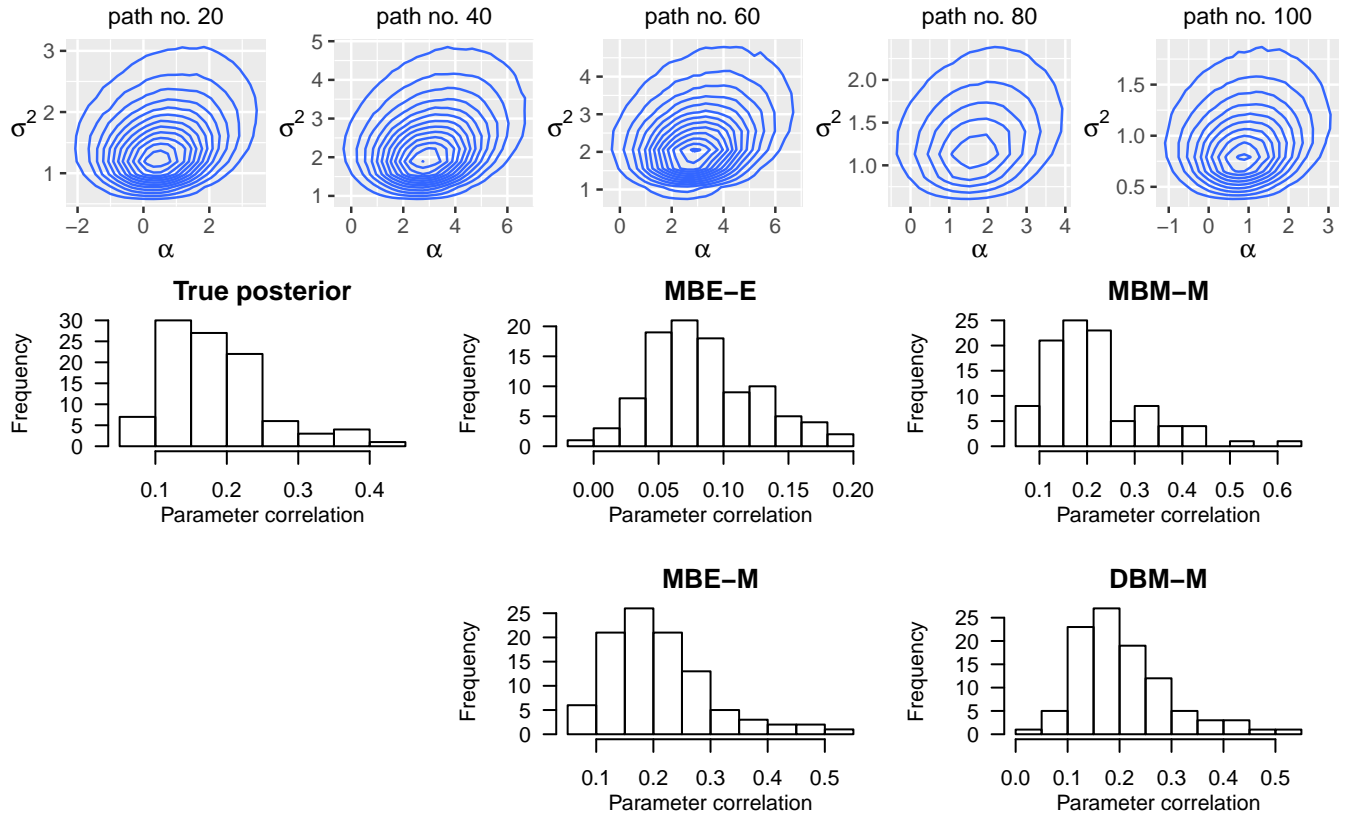 path no. 20
path no. 40
path no. 60
path no. 80
path no. 100
3
2
1
σ²
−2 0 2
α
5
4
3
2
1
σ²
0 2 4 6
α
4
3
2
1
σ²
0 2 4 6
α
2.0
1.5
1.0
σ²
0 1 2 3 4
α
1.5
1.0
0.5
σ²
−1 0 1 2 3
α
True posterior
Frequency
30
25
20
15
10
5
0
0.1 0.2 0.3 0.4
Parameter correlation
MBE−E
Frequency
20
15
10
5
0
0.00 0.05 0.10 0.15 0.20
Parameter correlation
MBM−M
Frequency
25
20
15
10
5
0
0.1 0.2 0.3 0.4 0.5 0.6
Parameter correlation
MBE−M
Frequency
25
20
15
10
5
0
0.1 0.2 0.3 0.4 0.5
Parameter correlation
DBM−M
Frequency
25
20
15
10
5
0
0.0 0.1 0.2 0.3 0.4 0.5
Parameter correlation